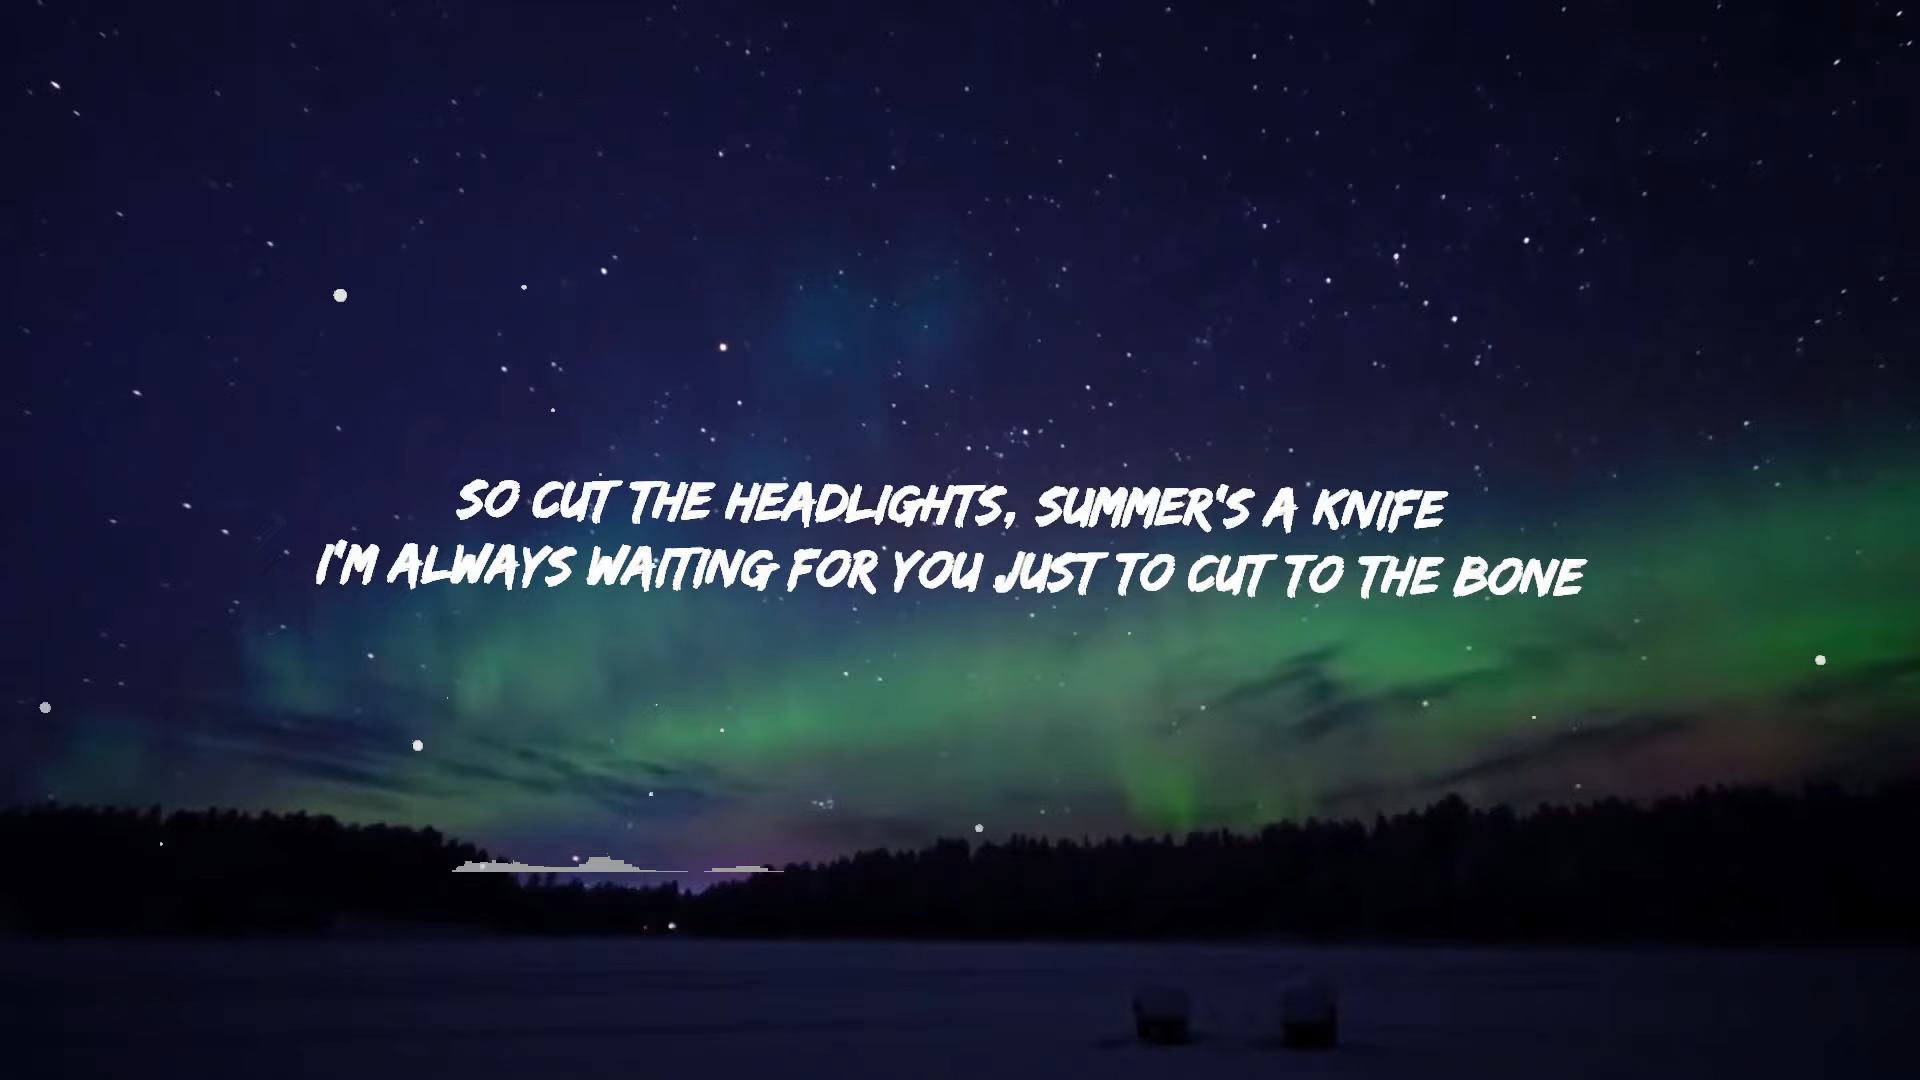 SO CUT THE HEADLIGHTS, SUMMER'S A KNIFE
I'M ALWAYS WAITING FOR YOU JUST TO CUT TO THE BONE